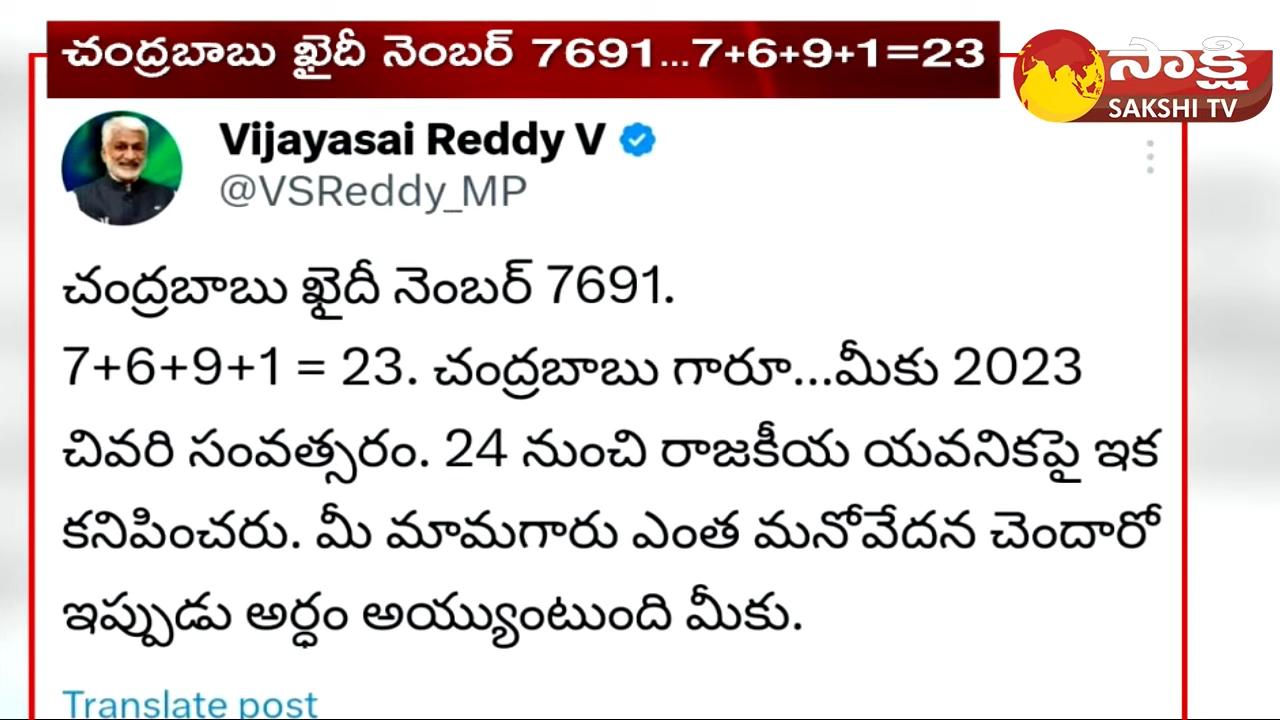 చంద్రబాబు ఖైదీ నెంబర్ 7691...7+6+9+1=23
సాక్షి
SAKSHI TV
Vijayasai Reddy V
@VSReddy_MP
చంద్రబాబు ఖైదీ నెంబర్ 7691.
7+6+9+1 = 23. చంద్రబాబు గారూ...మీకు 2023
చివరి సంవత్సరం. 24 నుంచి రాజకీయ యవనికపై ఇక
కనిపించరు. మీ మామగారు ఎంత మనోవేదన చెందారో
ఇప్పుడు అర్ధం అయ్యుంటుంది మీకు.
Translate post